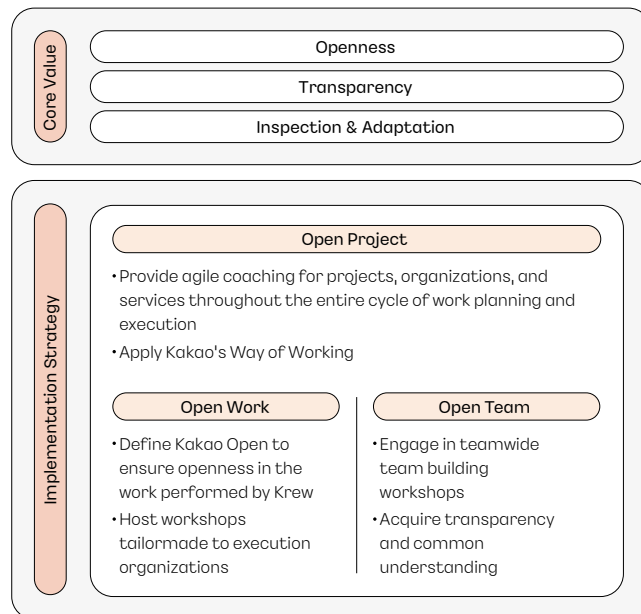 Core Value
Openness
Transparency
Inspection & Adaptation
Implementation Strategy
Open Project
•Provide agile coaching for projects, organizations, and
services throughout the entire cycle of work planning and
execution
•Apply Kakao's Way of Working
Open Work
•Define Kakao Open to
ensure openness in the
work performed by Krew
•Host workshops
tailormade to execution
organizations
Open Team
•Engage in teamwide
team building
workshops
•Acquire transparency
and common
understanding